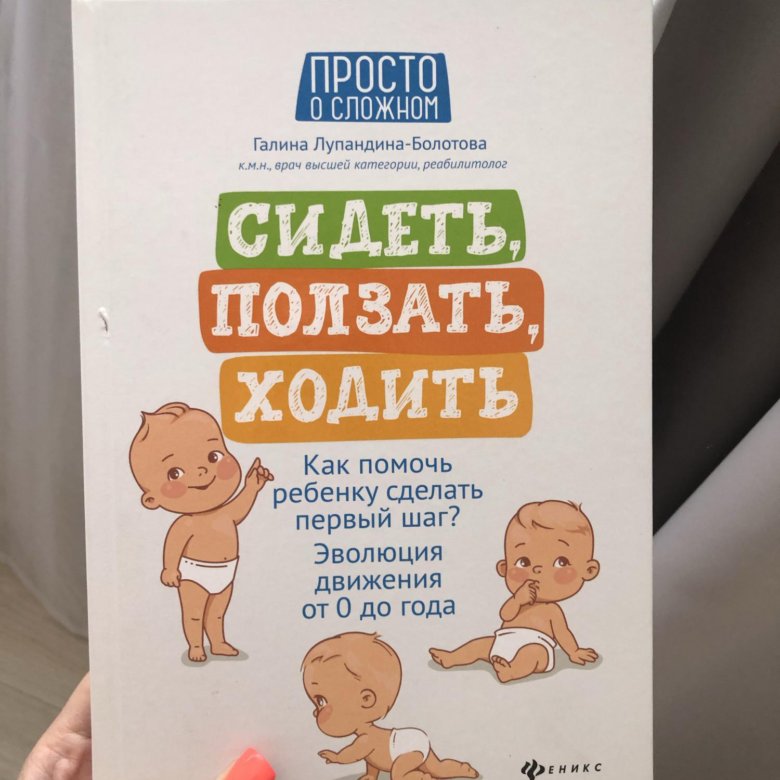 ПРОСТО
О СЛОЖНОМ
Галина Лупандина-Болотова
к.м.н., врач высшей категории, реабилитолог
СИДЕТЬ,
ПОЛЗАТЬ,
ХОДИТЬ
Как помочь
ребенку сделать
первый шаг?
Эволюция
движения
от 0 до года
ФЕНИКС